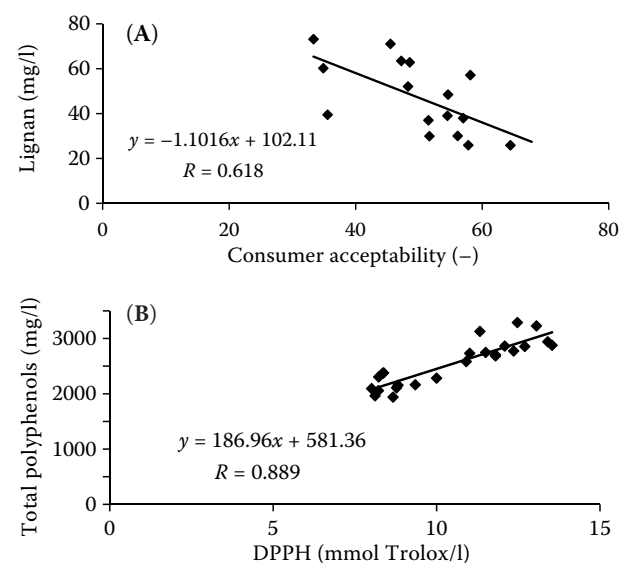 (A)
Lignan (mg/l)
80
60
40
20
0
y = –1.1016x + 102.11
R = 0.618
0 20 40 60 80
Consumer acceptability (–)
(B)
Total polyphenols (mg/l)
3000
2000
1000
0
y = 186.96x + 581.36
R = 0.889
0 5 10 15
DPPH (mmol Trolox/l)